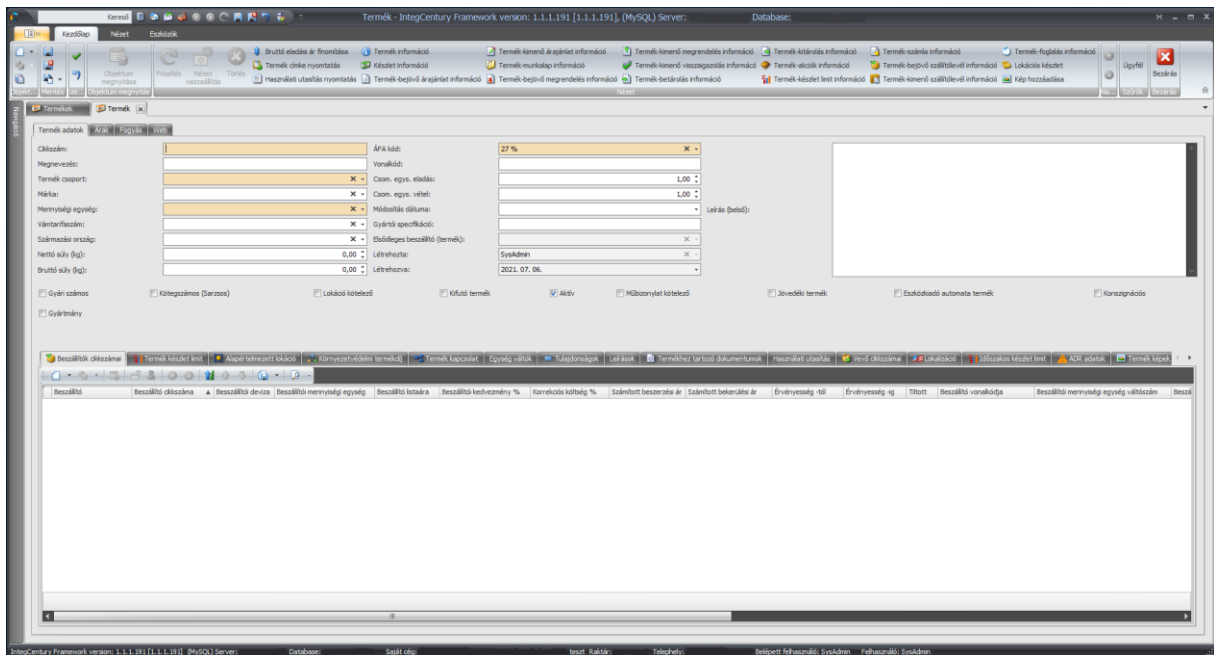 Kereső
Termék - IntegCentury Framework version: 1.1.1.191 [1.1.1.191], (MySQL) Server: Database:
Kezdőlap Nézet Eszközök
Objektum megnyitása
Frissítés
Nézet visszaállítás
Törlés
Bruttó eladási ár finomítása Termék információ Termék-kimenő árajánlat információ Termék-kimenő megrendelés információ Termék-kitárolás információ Termék-számla információ Termék-foglalás információ
Termék címke nyomtatás Készlet információ Termék-munkalap információ Termék-kimenő visszaigazolás információ Termék-akciók információ Termék-bejövő szállítólevél információ Lokációs készlet
Használati utasítás nyomtatás Termék-bejövő árajánlat információ Termék-bejövő megrendelés információ Termék-betárolás információ Termék-készlet limit információ Termék-kimenő szállítólevél információ Kép hozzáadása
Ügyfél
Bezárás
Objekt... Mentés Objektum megnyitás Nézet Szűrők Bezárás
Navigáció
Termékek Termék
Termék adatok Árak Fogyás Web
Cikkszám: ÁFA kód: 27 %
Megnevezés: Vonalkód:
Termék csoport: Csom. egys. eladás: 1,00
Márka: Csom. egys. vétel: 1,00
Mennyiségi egység: Módosítás dátuma: Leírás (belső):
Vámtarifaszám: Gyártói specifikáció:
Származási ország: Elsődleges beszállító (termék):
Nettó súly (kg): 0,00 Létrehozta: SysAdmin
Bruttó súly (kg): 0,00 Létrehozva: 2021. 07. 06.
Gyári számos Kötegszámos (Sarzsos) Lokáció kötelező Kifutó termék Aktív Műbizonylat kötelező Jövedéki termék Eszközkiadó automata termék Konszignációs
Gyártmány
Beszállítók cikkszámai Termék készlet limit Alapértelmezett lokáció Környezetvédelmi termékdíj Termék kapcsolat Egység váltók Tulajdonságok Leírások Termékhez tartozó dokumentumok Használati utasítás Vevő cikkszámai Lokalizáció Időszakos készlet limit ADR adatok Termék képek
Beszállító Beszállító cikkszáma Beszállítói deviza Beszállítói mennyiségi egység Beszállító listaára Beszállítói kedvezmény % Korrekciós költség % Számított beszerzési ár Számított bekerülési ár Érvényesség -tól Érvényesség -ig Tiltott Beszállító vonalkódja Beszállítói mennyiségi egység váltószám Beszá
IntegCentury Framework version: 1.1.1.191 [1.1.1.191] (MySQL) Server: Database: Saját cég: teszt Raktár: Telephely: Belépett felhasználó: SysAdmin Felhasználó: SysAdmin